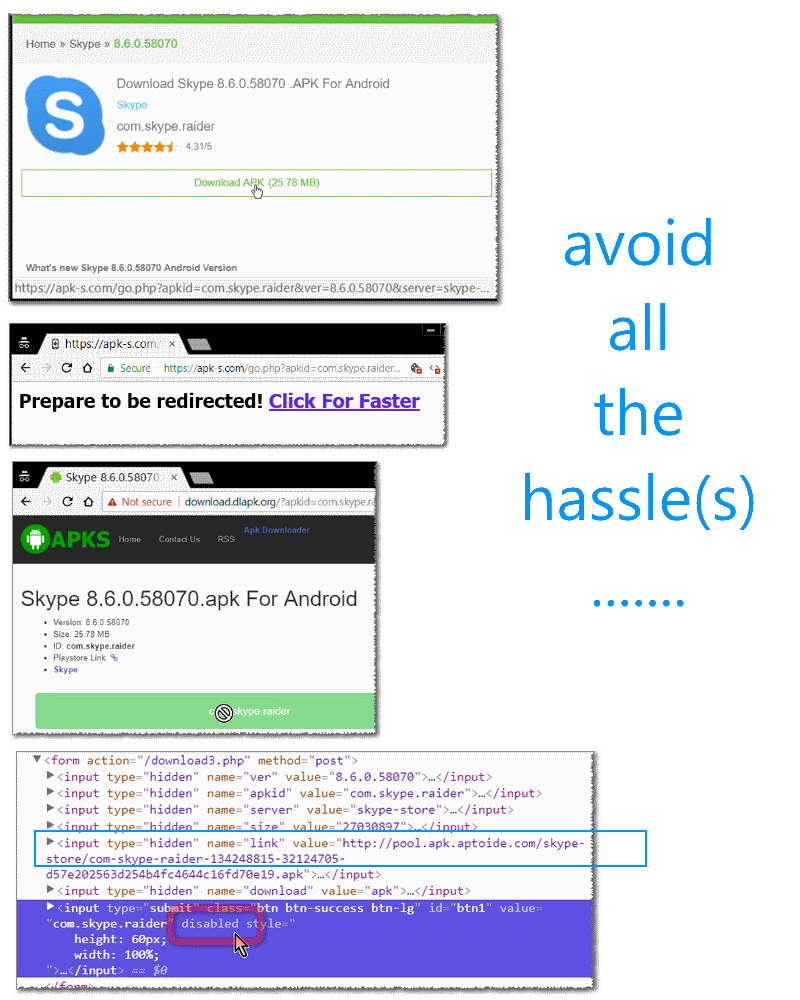 Home » Skype » 8.6.0.58070
Download Skype 8.6.0.58070 .APK For Android
Skype
com.skype.raider
4.31/5
Download APK (25.78 MB)
What's new Skype 8.6.0.58070 Android Version
https://apk-s.com/go.php?apkid=com.skype.raider&ver=8.6.0.58070&server=skype-...
avoid
all
the
hassle(s)
.......
https://apk-s.com/
Secure https://apk-s.com/go.php?apkid=com.skype.raider...
Prepare to be redirected! Click For Faster
Skype 8.6.0.58070
Not secure download.dlapk.org/?apkid=com.skype.ra
APKS Home Contact Us RSS Apk Downloader
Skype 8.6.0.58070.apk For Android
• Version: 8.6.0.58070
• Size: 25.78 MB
• ID: com.skype.raider
• Playstore Link:
• Skype
skype.raider
<form action="/download3.php" method="post">
<input type="hidden" name="ver" value="8.6.0.58070">…</input>
<input type="hidden" name="apkid" value="com.skype.raider">…</input>
<input type="hidden" name="server" value="skype-store">…</input>
<input type="hidden" name="size" value="27030897">…</input>
<input type="hidden" name="link" value="http://pool.apk.aptoide.com/skype-
store/com-skype-raider-134248815-32124705-
d57e202563d254b4fc4644c16fd70e19.apk">…</input>
<input type="hidden" name="download" value="apk">…</input>
<input type="submit" class="btn btn-success btn-lg" id="btn1" value=
"com.skype.raider" disabled style="
height: 60px;
width: 100%;
">…</input> == $0
</form>